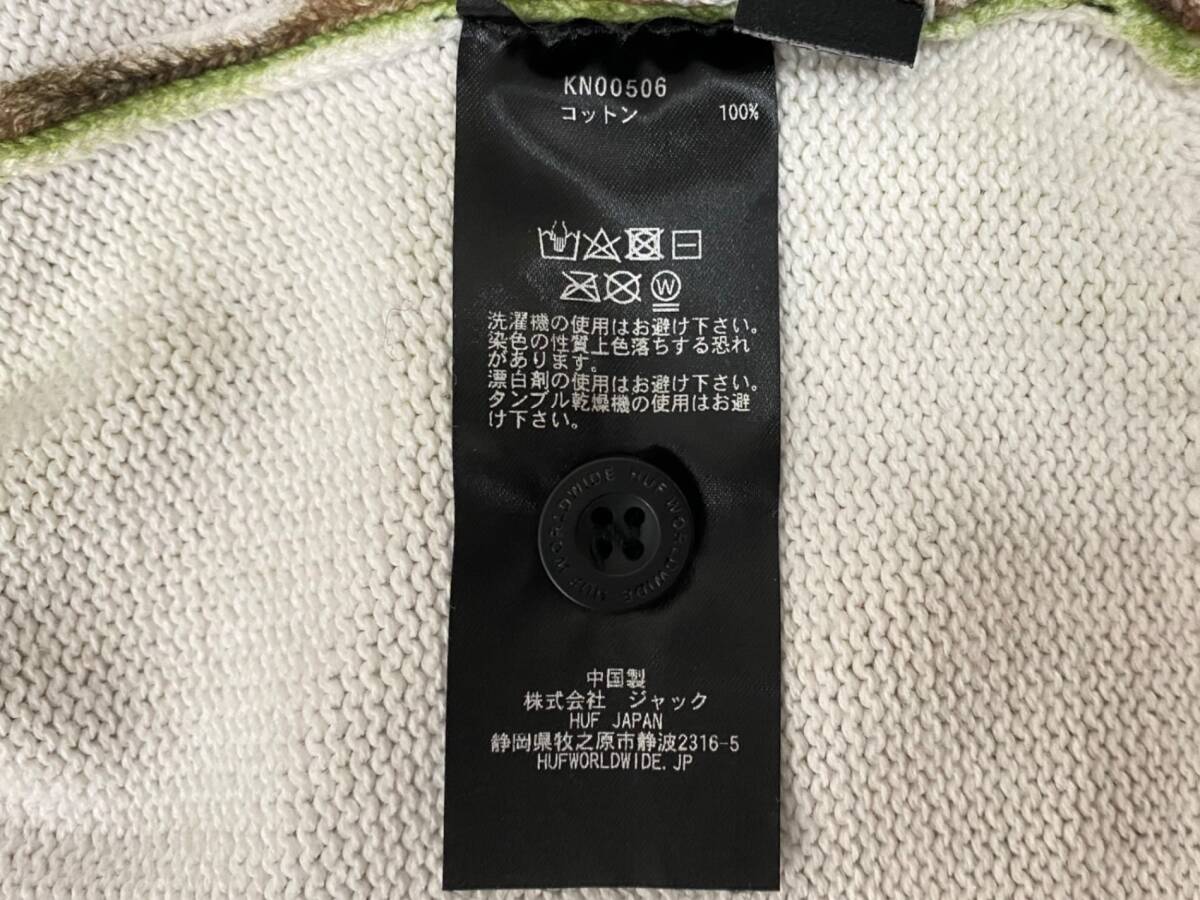 KN00506
コットン 100%
W
洗濯機の使用はお避け下さい。
染色の性質上色落ちする恐れ
があります。
漂白剤の使用はお避け下さい。
タンブル乾燥機の使用はお避
け下さい。
HUF WORLDWIDE HUF WORLDWIDE
中国製
株式会社 ジャック
HUF JAPAN
静岡県牧之原市静波2316-5
HUFWORLDWIDE.JP